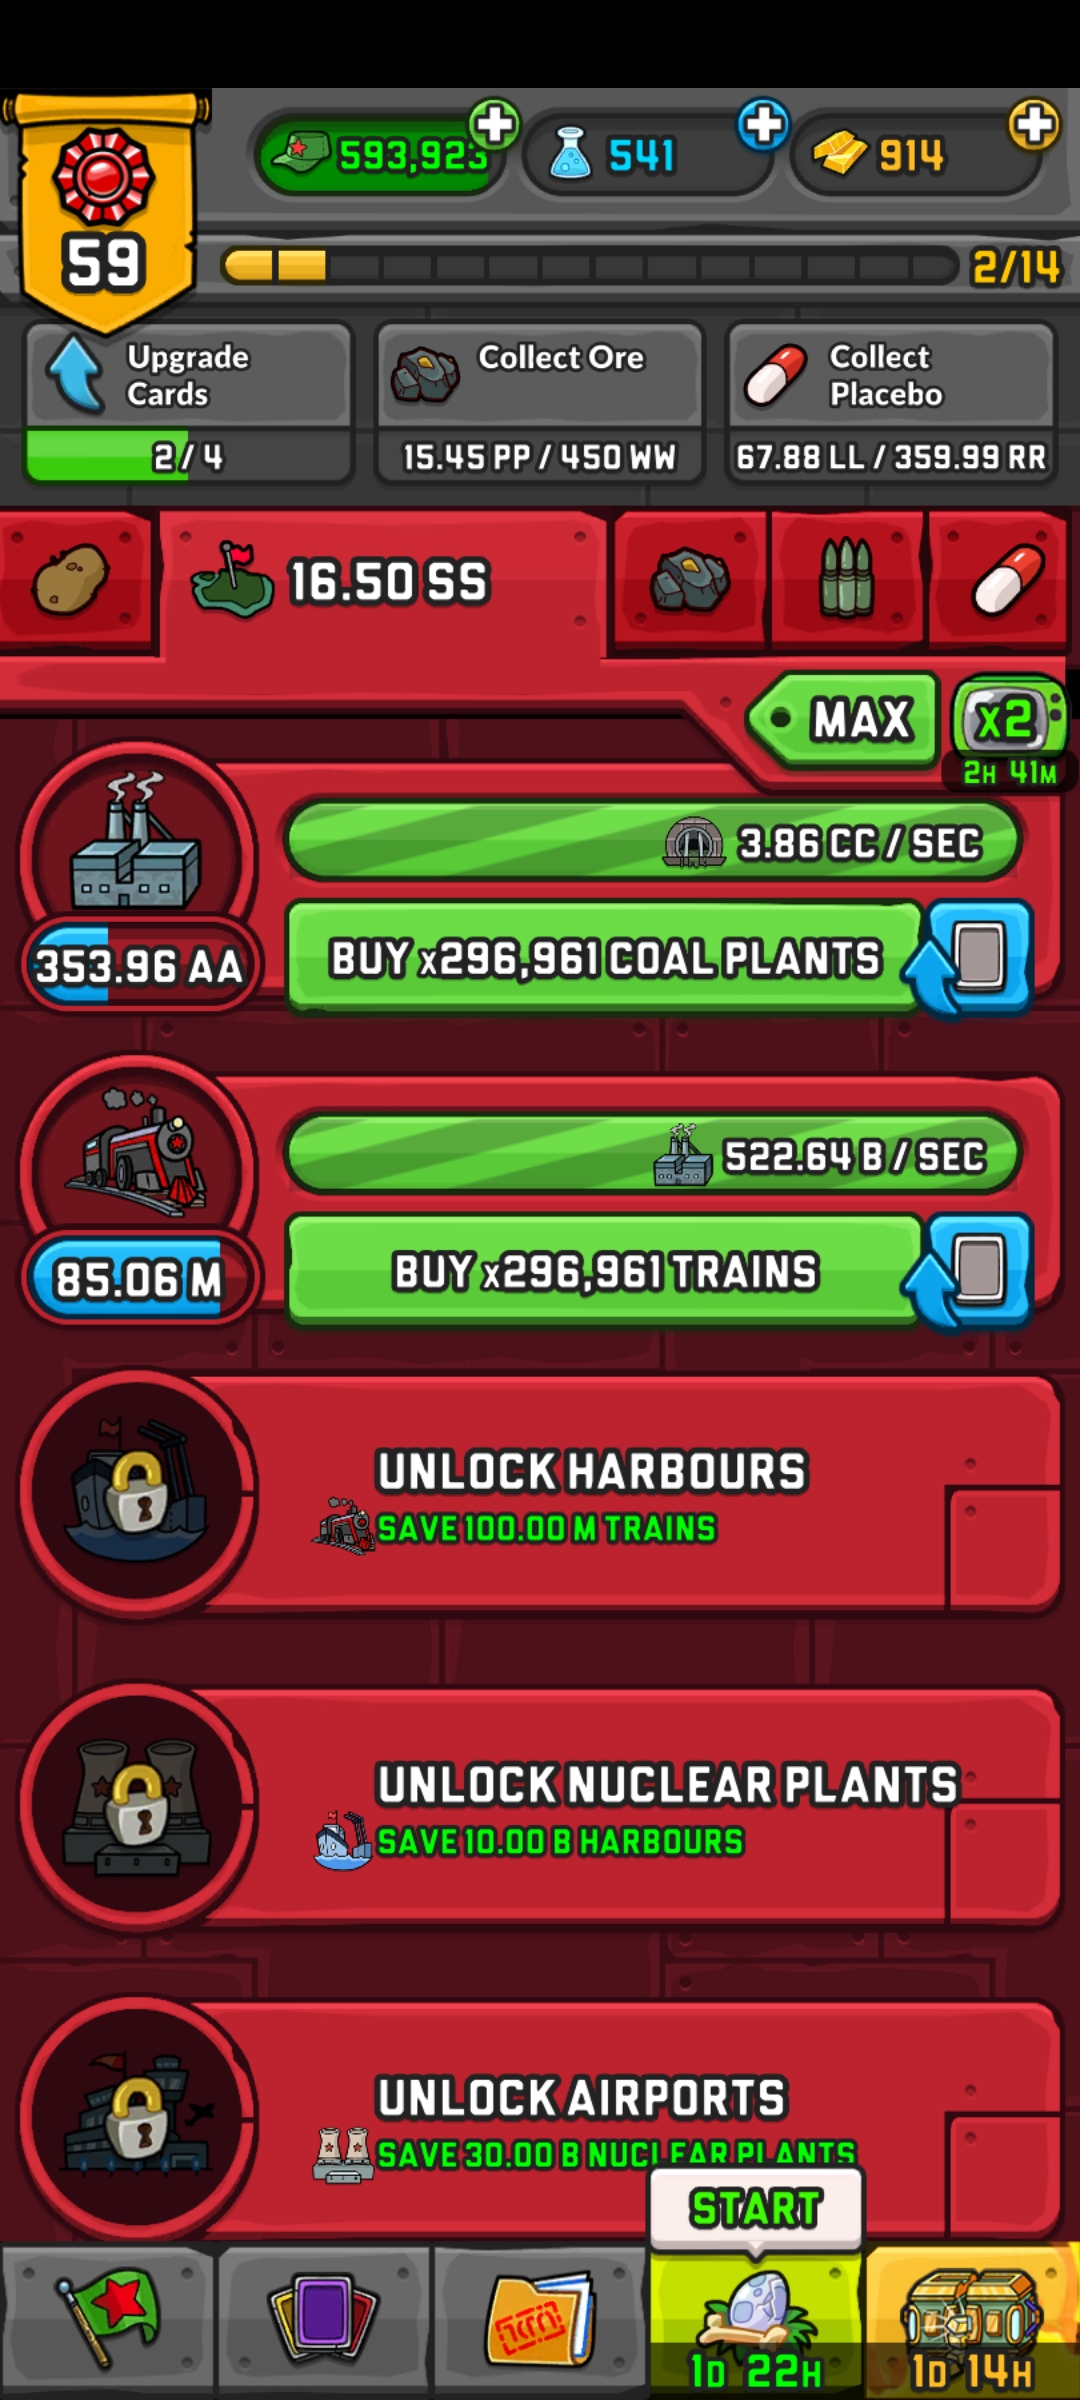 593,923
541
914
59
2/14
Upgrade
Cards
2/4
Collect Ore
15.45 PP / 450 WW
Collect
Placebo
67.88 LL / 359.99 RR
16.50 SS
MAX
x2
2H 41M
3.86 CC / SEC
353.96 AA
BUY x296,961 COAL PLANTS
522.64 B / SEC
85.06 M
BUY x296,961 TRAINS
UNLOCK HARBOURS
SAVE 100.00 M TRAINS
UNLOCK NUCLEAR PLANTS
SAVE 10.00 B HARBOURS
UNLOCK AIRPORTS
SAVE 30.00 B NUCLEAR PLANTS
START
1D 22H
1D 14H